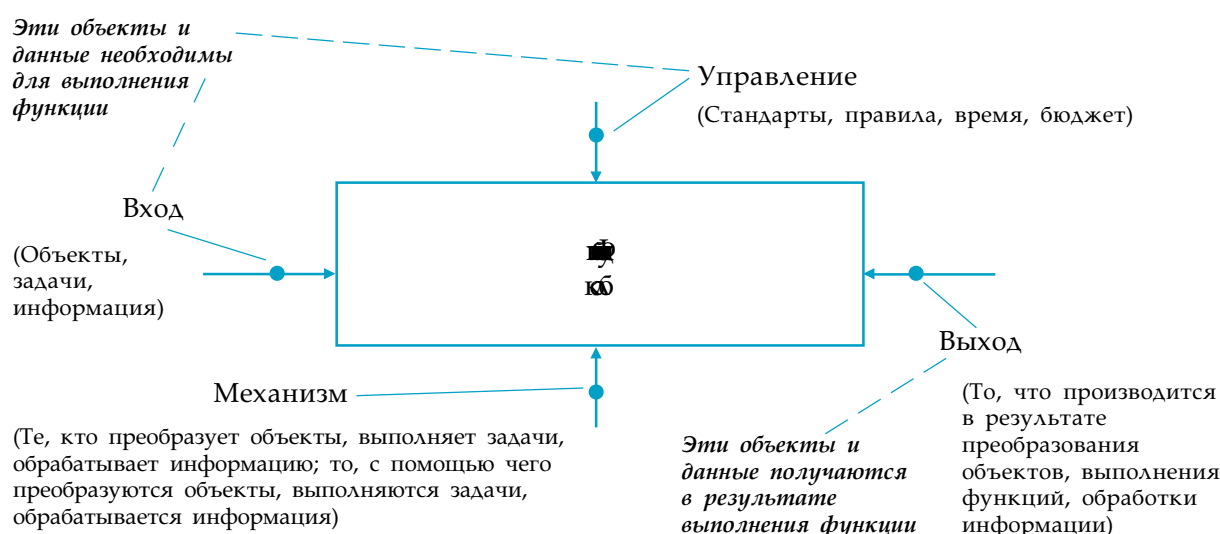 Эти объекты и
данные необходимы
для выполнения
функции
Управление
(Стандарты, правила, время, бюджет)
Вход
(Объекты,
задачи,
информация)
Выход
(То, что производится
в результате
преобразования
объектов, выполнения
функций, обработки
информации)
Механизм
(Те, кто преобразует объекты, выполняет задачи,
обрабатывает информацию; то, с помощью чего
преобразуются объекты, выполняются задачи,
обрабатывается информация)
Эти объекты и
данные получаются
в результате
выполнения функции